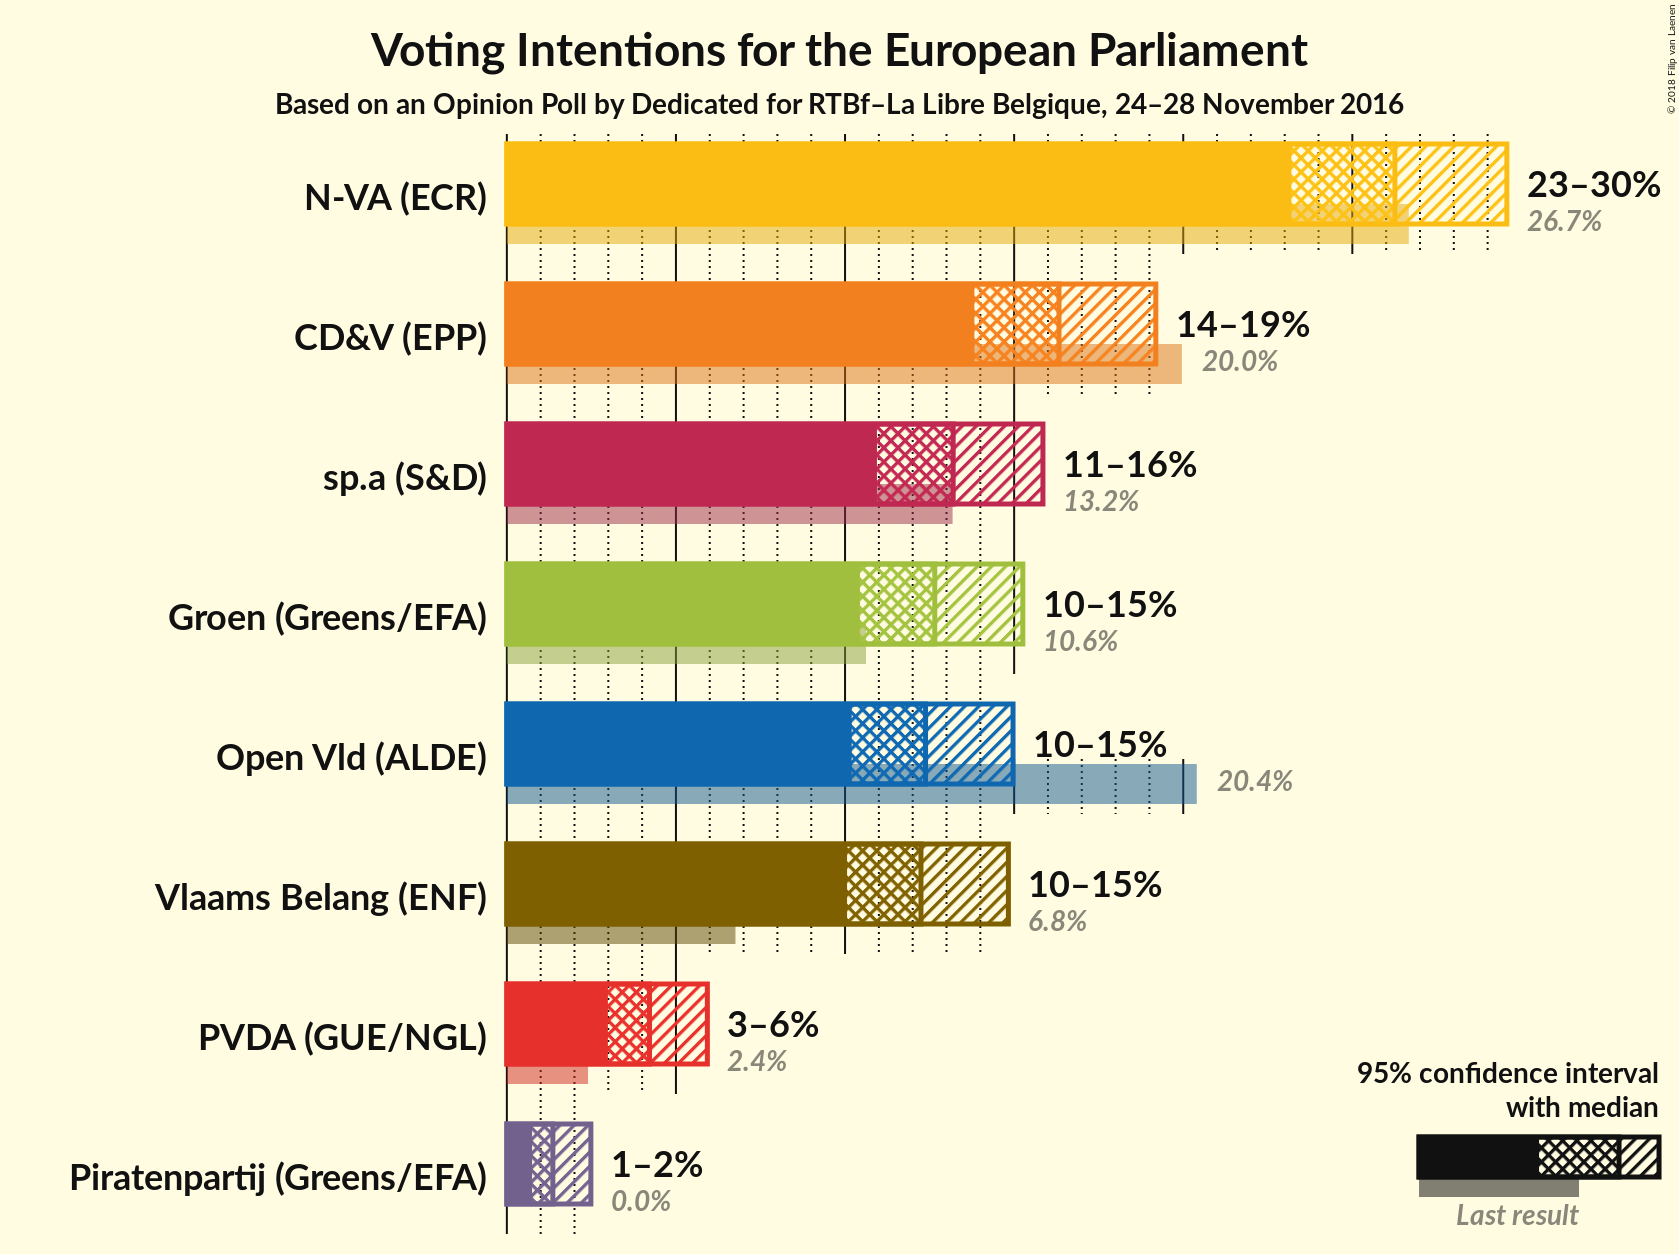 Voting Intentions for the European Parliament
Based on an Opinion Poll by Dedicated for RTBf–La Libre Belgique, 24–28 November 2016
© 2018 Filip van Laenen
N-VA (ECR)
23–30%
26.7%
CD&V (EPP)
14–19%
20.0%
sp.a (S&D)
11–16%
13.2%
Groen (Greens/EFA)
10–15%
10.6%
Open Vld (ALDE)
10–15%
20.4%
Vlaams Belang (ENF)
10–15%
6.8%
PVDA (GUE/NGL)
3–6%
2.4%
Piratenpartij (Greens/EFA)
1–2%
0.0%
95% confidence interval
with median
Last result